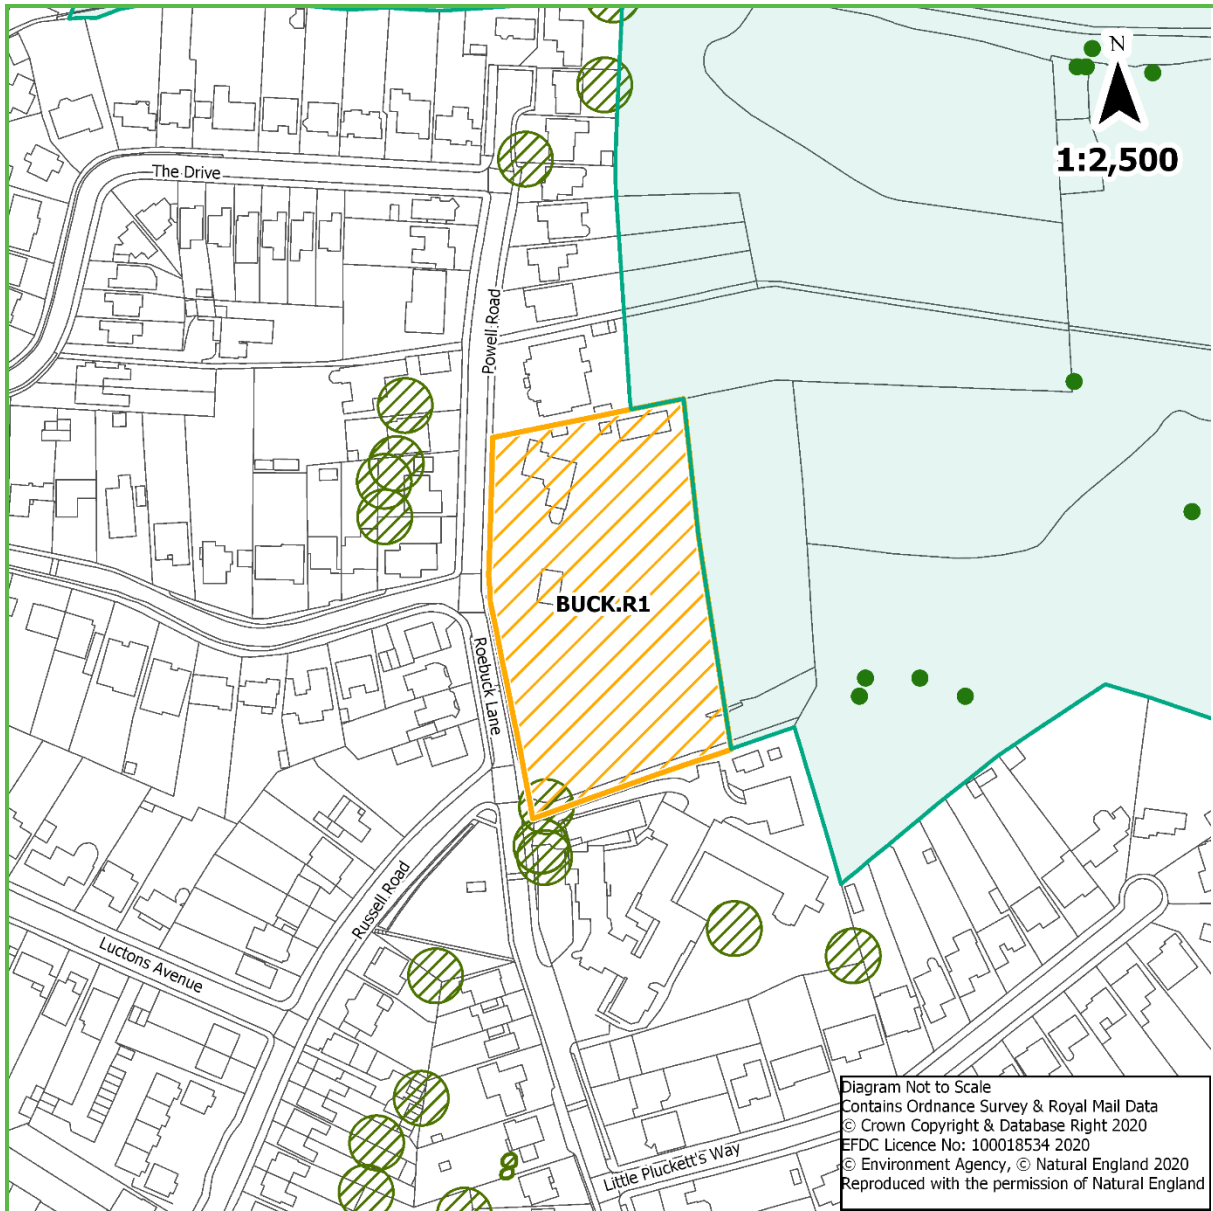 N
1:2,500
The Drive
Powell Road
BUCK.R1
Roebuck Lane
Russell Road
Luctons Avenue
Little Pluckett's Way
Diagram Not to Scale
Contains Ordnance Survey & Royal Mail Data
© Crown Copyright & Database Right 2020
EFDC Licence No: 100018534 2020
© Environment Agency, © Natural England 2020
Reproduced with the permission of Natural England